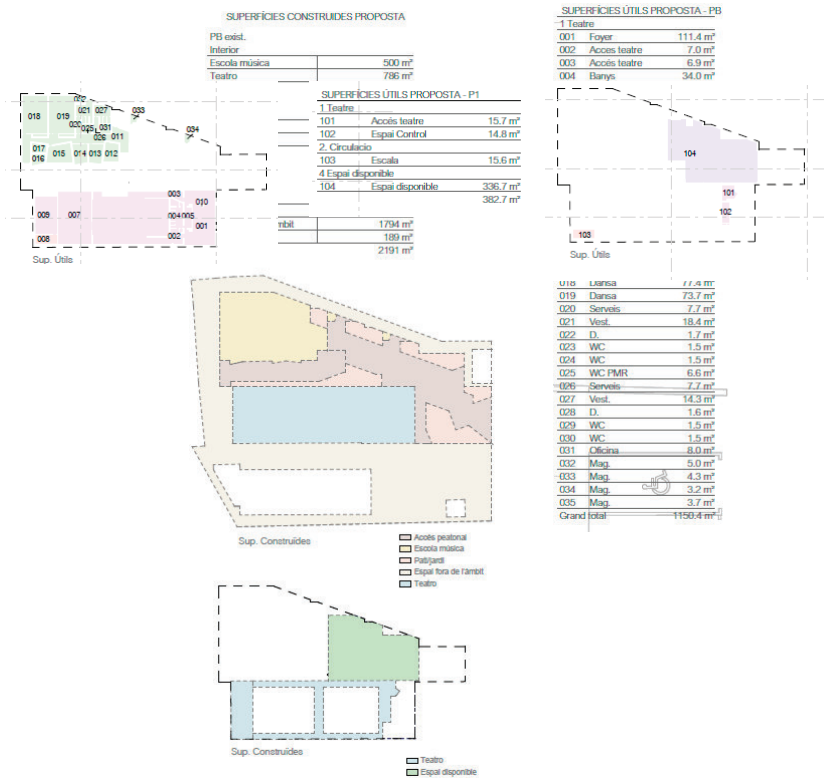 SUPERFÍCIES CONSTRUIDES PROPOSTA
PB exist.
Interior
Escola música 500 m²
Teatro 786 m²
SUPERFÍCIES ÚTILS PROPOSTA - PB
1 Teatre
001 Foyer 111.4 m²
002 Acces teatre 7.0 m²
003 Accés teatre 6.9 m²
004 Banys 34.0 m²
SUPERFÍCIES ÚTILS PROPOSTA - P1
1 Teatre
101 Accés teatre 15.7 m²
102 Espai Control 14.8 m²
2. Circulacio
103 Escala 15.6 m²
4 Espai disponible
104 Espai disponible 336.7 m²
382.7 m²
1794 m²
189 m²
2191 m²
018
019
021
027
020
025
031
026
011
033
034
017
016
015
014
013
012
003
010
009
007
004
005
001
008
002
Sup. Útils
104
101
102
103
Sup. Útils
018 Dansa 77.4 m²
019 Dansa 73.7 m²
020 Serveis 7.7 m²
021 Vest. 18.4 m²
022 D. 1.7 m²
023 WC 1.5 m²
024 WC 1.5 m²
025 WC PMR 6.6 m²
026 Serveis 7.7 m²
027 Vest. 14.3 m²
028 D. 1.6 m²
029 WC 1.5 m²
030 WC 1.5 m²
031 Oficina 8.0 m²
032 Mag. 5.0 m²
033 Mag. 4.3 m²
034 Mag. 3.2 m²
035 Mag. 3.7 m²
Grand total 1150.4 m²
Sup. Construïdes
Accés peatonal
Escola música
Pati/jardí
Espai fora de l'àmbit
Teatro
Sup. Construïdes
Teatro
Espai disponible